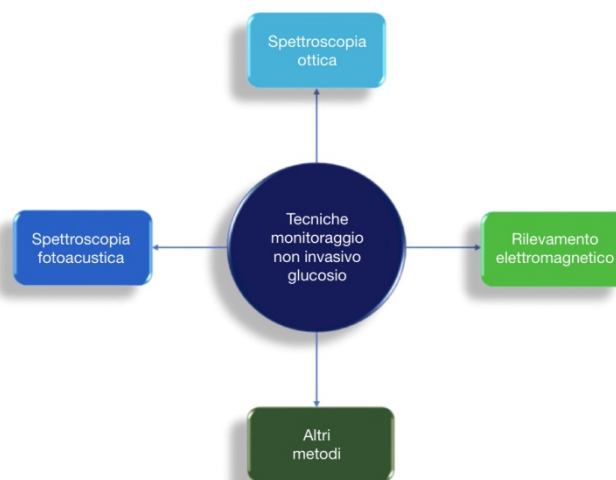 Spettroscopia
ottica
Spettroscopia
fotoacustica
Tecniche
monitoraggio
non invasivo
glucosio
Rilevamento
elettromagnetico
Altri
metodi